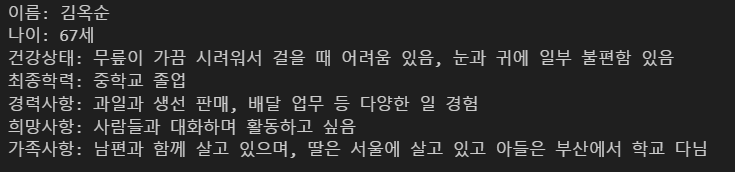 이름: 김옥순
나이: 67세
건강상태: 무릎이 가끔 시려워서 걸을 때 어려움 있음, 눈과 귀에 일부 불편함 있음
최종학력: 중학교 졸업
경력사항: 과일과 생선 판매, 배달 업무 등 다양한 일 경험
희망사항: 사람들과 대화하며 활동하고 싶음
가족사항: 남편과 함께 살고 있으며, 딸은 서울에 살고 있고 아들은 부산에서 학교 다님